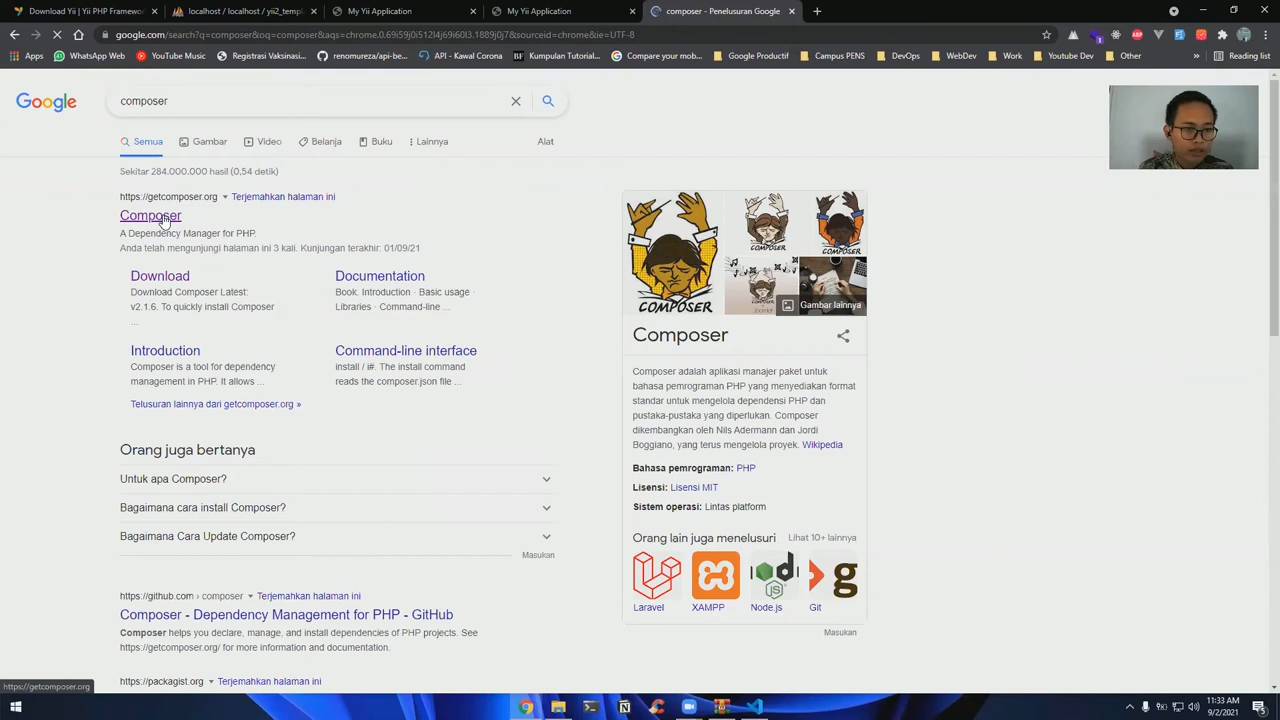 Download Yii | Yii PHP Fram
localhost / localhost / yii2_templ
My Yii Application
My Yii Application
composer - Penelusuran Google
google.com/search?q=composer&oq=composer&aqs=chrome.0.69i59j0i512l4j69i60l3.1889j0j7&sourceid=chrome&ie=UTF-8
Apps
WhatsApp Web
YouTube
Maps
SonarQube
Registrasi Vaksinasi...
renomureza/api-be...
API - Kawal Corona
Kumpulan API Dumm...
Compare your mob...
Kuliah
Campus PENS
DevOps
Academy
Reading list
Google
composer
Semua
Gambar
Video
Belanja
Buku
Lainnya
Alat
Sekitar 284.000.000 hasil (0,54 detik)
https://getcomposer.org
Terjemahkan halaman ini
Composer
A Dependency Manager for PHP.
Anda telah mengunjungi halaman ini 3 kali. Kunjungan terakhir: 01/09/21
Download
Download Composer Latest:
v2.1.6. To quickly install Composer
...
Documentation
Book. Introduction · Basic usage ·
Libraries · Command-line ...
Introduction
Composer is a tool for dependency
management in PHP. It allows ...
Command-line interface
install / i#. The install command
reads the composer.json file ...
Telusuran lainnya dari getcomposer.org »
Orang juga bertanya
Untuk apa Composer?
Bagaimana cara install Composer?
Bagaimana Cara Update Composer?
Masukan
https://github.com › composer
Terjemahkan halaman ini
Composer - Dependency Management for PHP - GitHub
Composer helps you declare, manage, and install dependencies of PHP projects. See
https://getcomposer.org/ for more information and documentation.
https://packagist.org
Terjemahkan halaman ini
COMPOSER
Gambar lainnya
Composer
Composer adalah aplikasi manajer paket untuk
bahasa pemrograman PHP yang menyediakan format
standar untuk mengelola dependensi PHP dan
pustaka-pustaka yang diperlukan. Composer
dikembangkan oleh Nils Adermann dan Jordi
Boggiano, yang terus mengelola proyek. Wikipedia
Bahasa pemrograman: PHP
Lisensi: Lisensi MIT
Sistem operasi: Lintas platform
Orang lain juga menelusuri
Lihat 10+ lainnya
Laravel
XAMPP
Node.js
Git
Masukan
https://getcomposer.org
11:33 AM
9/2/2021